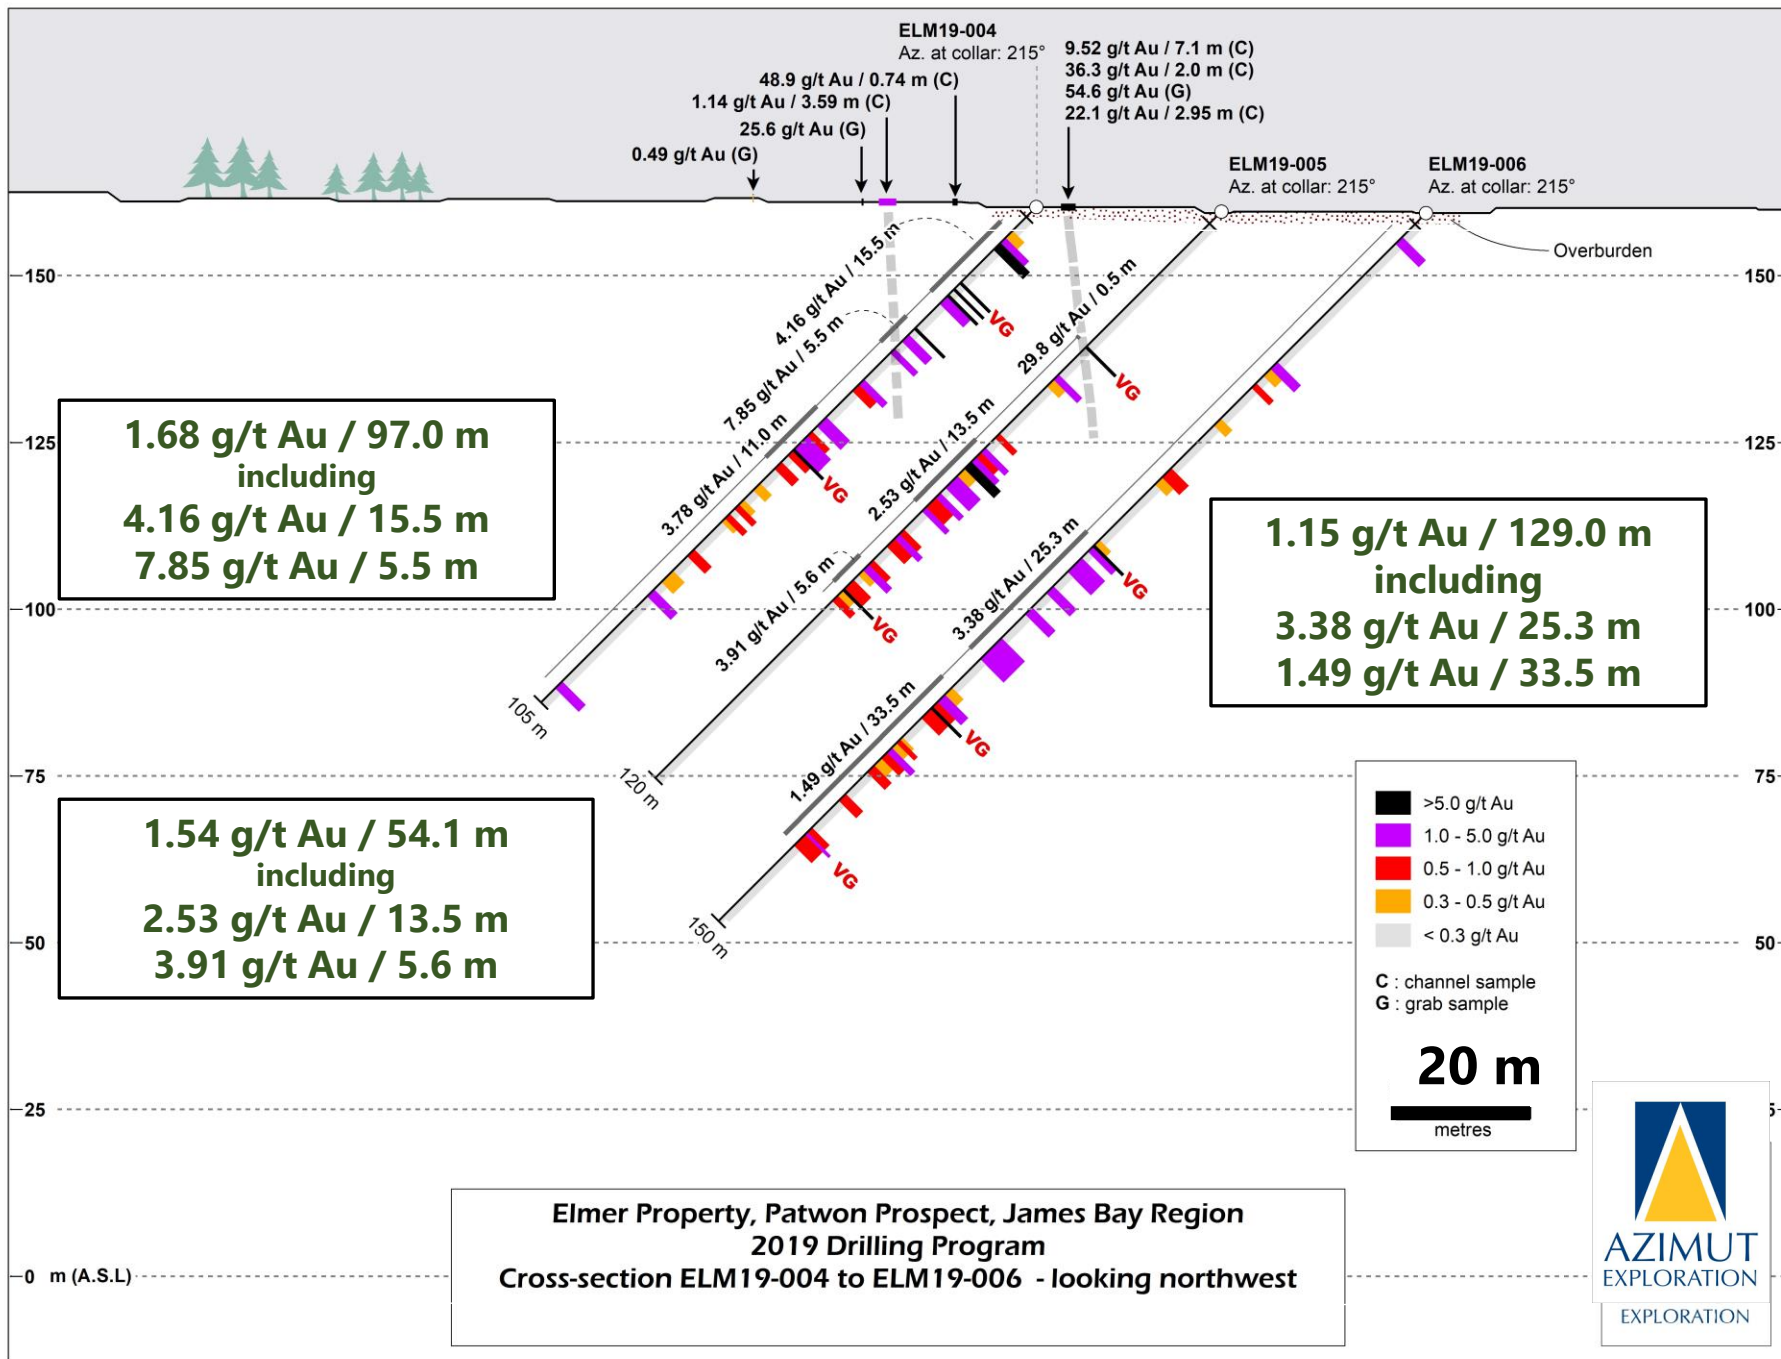 ELM19-004
Az. at collar: 215°
9.52 g/t Au / 7.1 m (C)
36.3 g/t Au / 2.0 m (C)
54.6 g/t Au (G)
22.1 g/t Au / 2.95 m (C)
48.9 g/t Au / 0.74 m (C)
1.14 g/t Au / 3.59 m (C)
25.6 g/t Au (G)
0.49 g/t Au (G)
ELM19-005
Az. at collar: 215°
ELM19-006
Az. at collar: 215°
Overburden
150
150
4.16 g/t Au / 15.5 m
7.85 g/t Au / 5.5 m
3.78 g/t Au / 11.0 m
VG
VG
29.8 g/t Au / 0.5 m
2.53 g/t Au / 13.5 m
3.91 g/t Au / 5.6 m
VG
VG
3.38 g/t Au / 25.3 m
1.49 g/t Au / 33.5 m
VG
VG
VG
125
125
1.68 g/t Au / 97.0 m
including
4.16 g/t Au / 15.5 m
7.85 g/t Au / 5.5 m
1.15 g/t Au / 129.0 m
including
3.38 g/t Au / 25.3 m
1.49 g/t Au / 33.5 m
100
100
105 m
120 m
150 m
75
75
1.54 g/t Au / 54.1 m
including
2.53 g/t Au / 13.5 m
3.91 g/t Au / 5.6 m
50
50
>5.0 g/t Au
1.0 - 5.0 g/t Au
0.5 - 1.0 g/t Au
0.3 - 0.5 g/t Au
< 0.3 g/t Au
C : channel sample
G : grab sample
20 m
metres
25
5
0 m (A.S.L)
Elmer Property, Patwon Prospect, James Bay Region
2019 Drilling Program
Cross-section ELM19-004 to ELM19-006 - looking northwest
AZIMUT
EXPLORATION
EXPLORATION